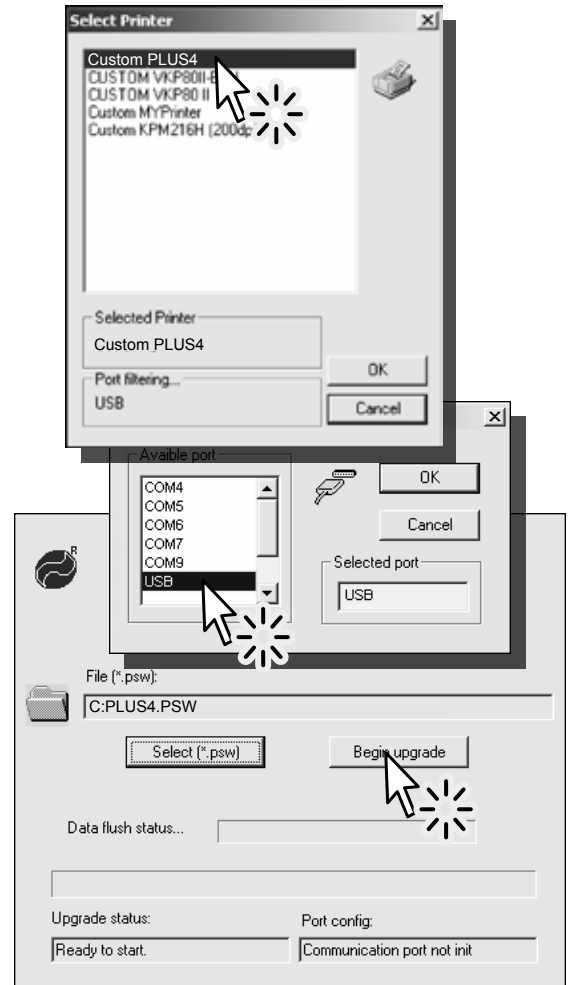 Select Printer
Custom PLUS4
CUSTOM VKP80II-
CUSTOM VKP80 II
Custom MYPrinter
Custom KPM216H (200dp
Selected Printer
Custom PLUS4
Port filtering...
USB
OK
Cancel
Avaible port
COM4
COM5
COM6
COM7
COM9
USB
OK
Cancel
Selected port
USB
R
File (*.psw):
C:PLUS4.PSW
Select (*.psw)
Begin upgrade
Data flush status...
Upgrade status:
Ready to start.
Port config:
Communication port not init